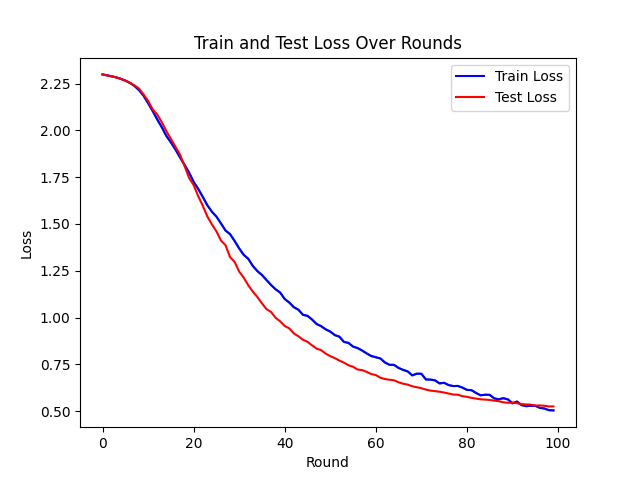 Train and Test Loss Over Rounds
Train Loss
Test Loss
Loss
2.25
2.00
1.75
1.50
1.25
1.00
0.75
0.50
0 20 40 60 80 100
Round